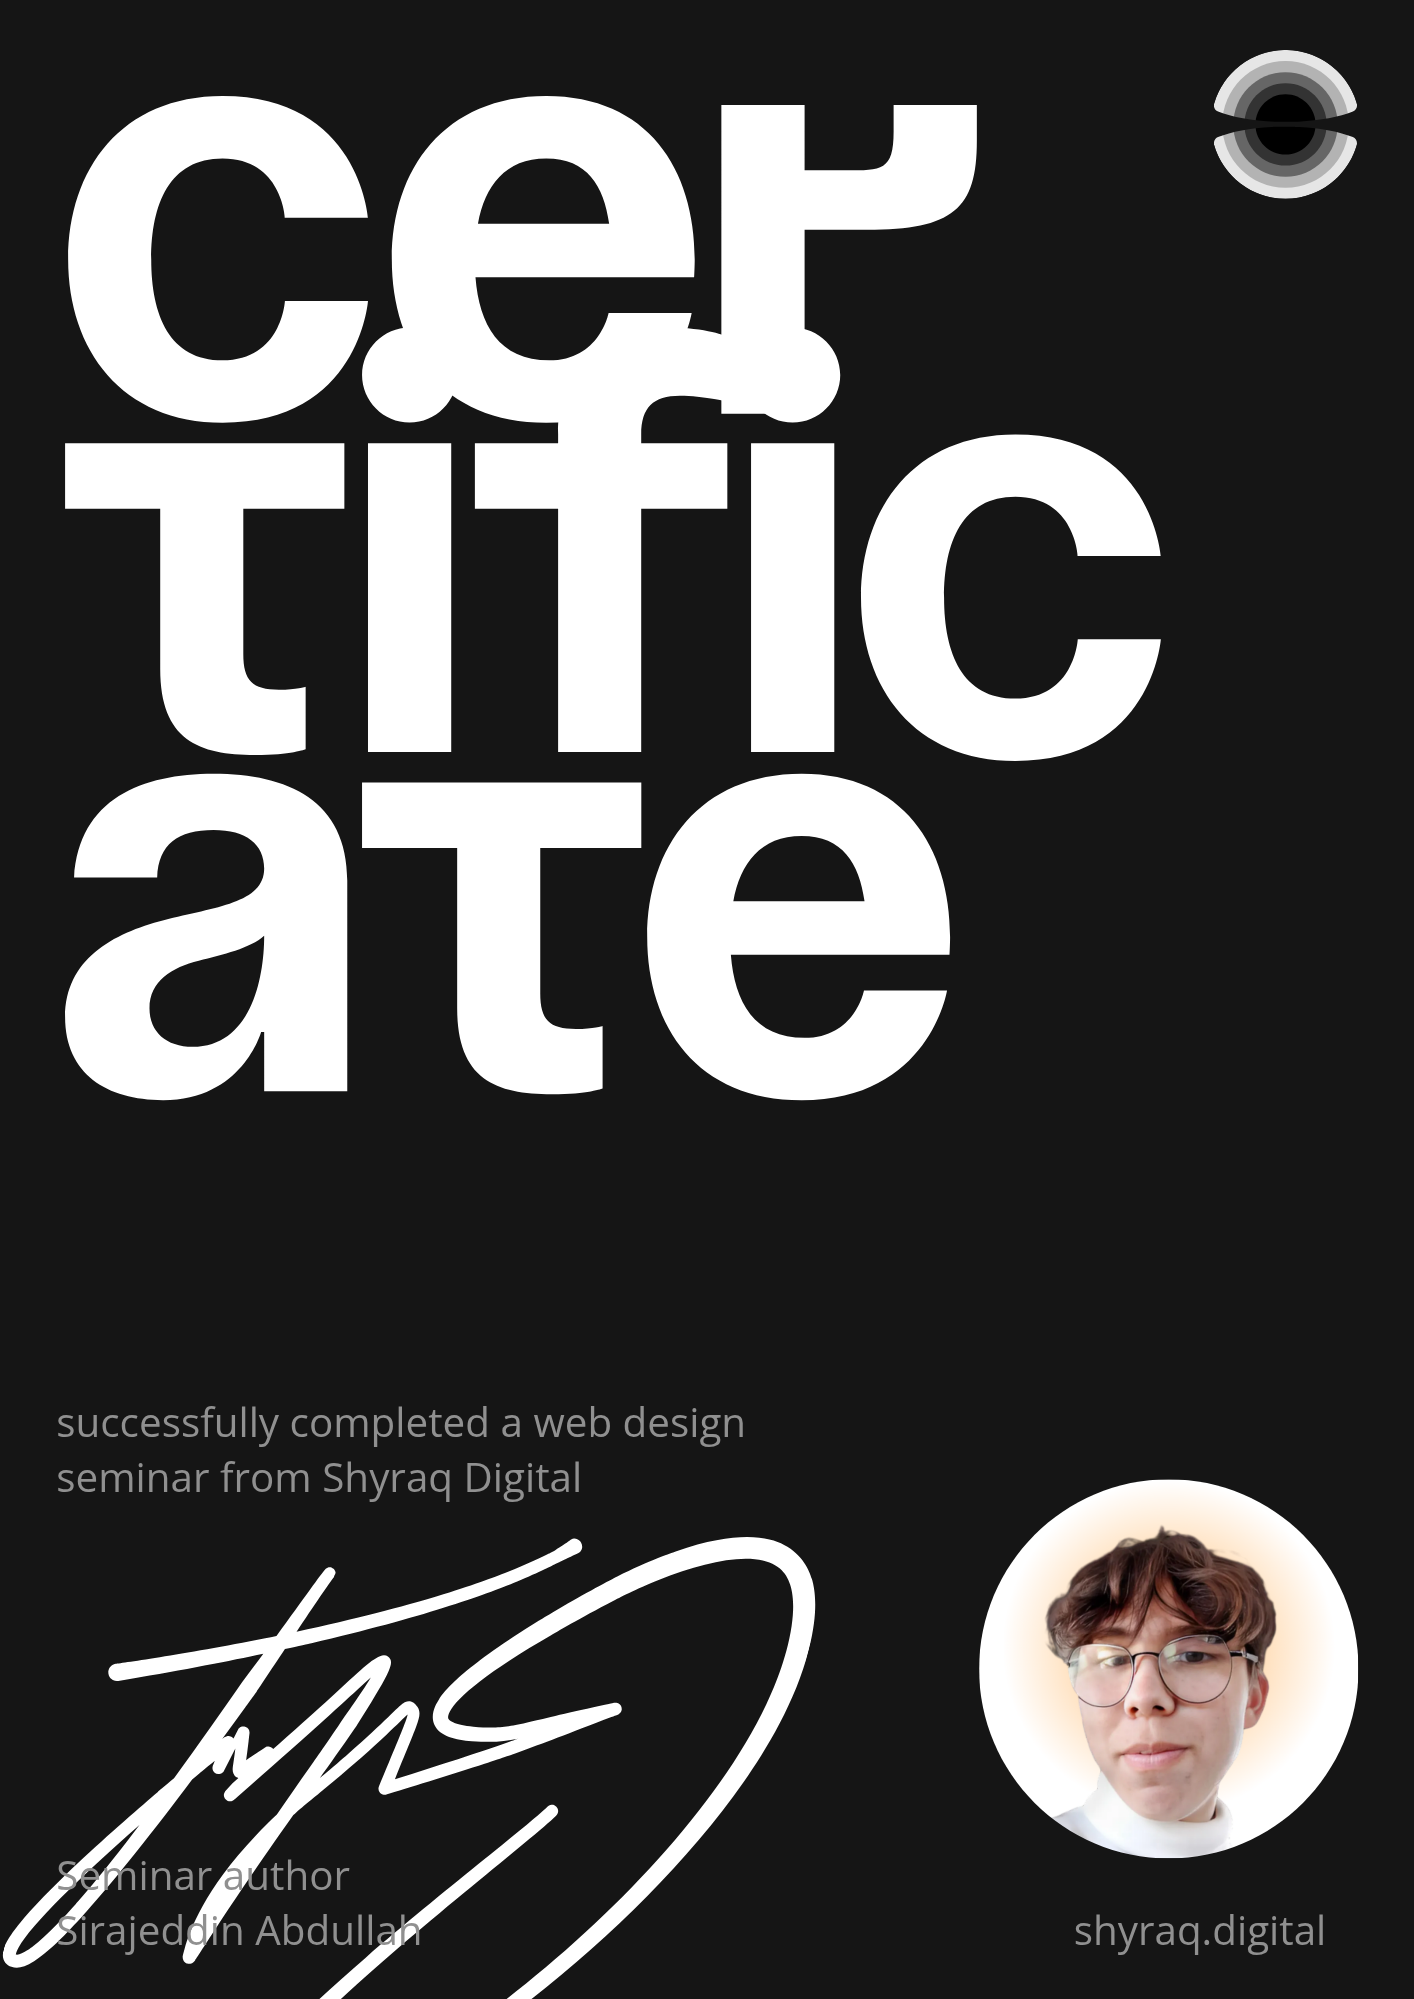 cer
tific
ate
successfully completed a web design
seminar from Shyraq Digital
Seminar author
Sirajeddin Abdullah
shyraq.digital